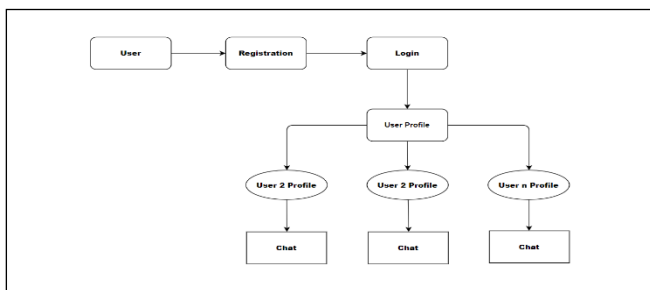 User
Registration
Login
User Profile
User 2 Profile
User 2 Profile
User n Profile
Chat
Chat
Chat